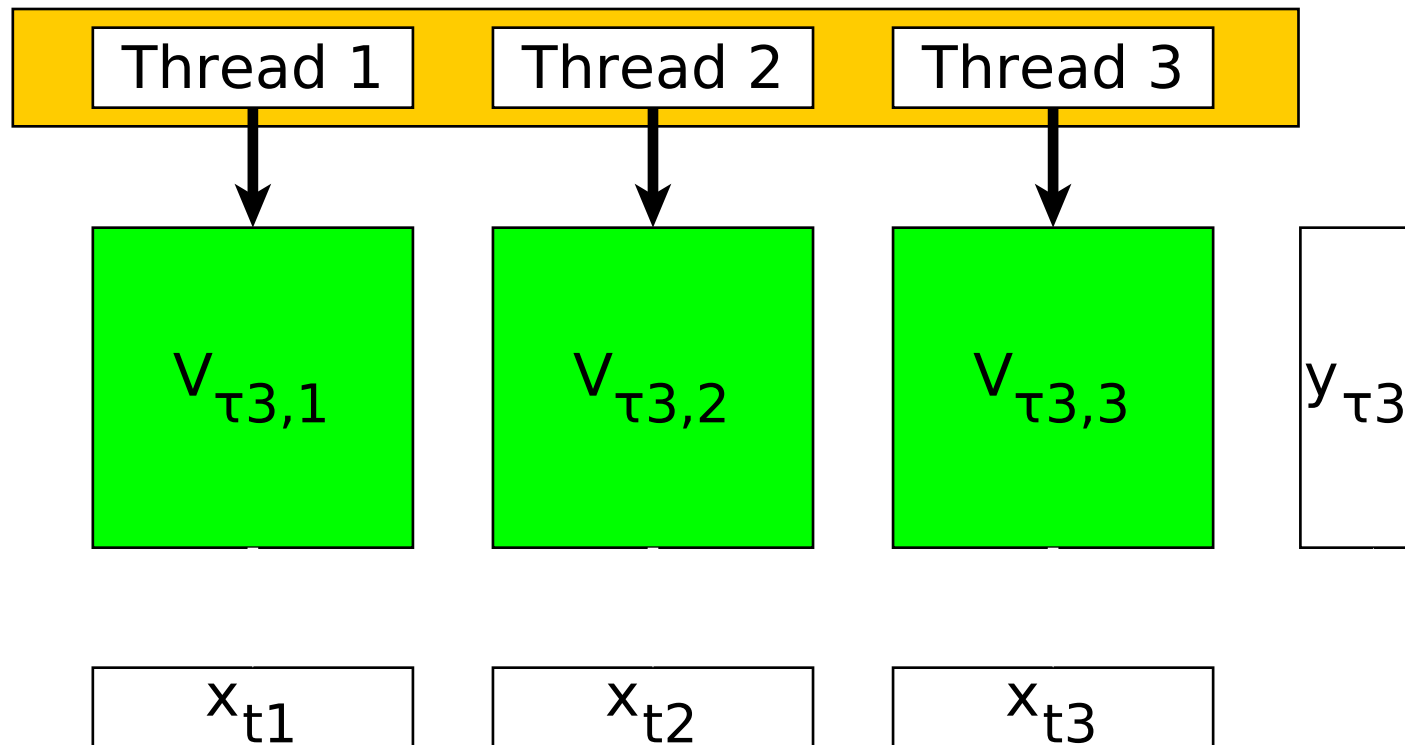 Thread 1 Thread 2 Thread 3
Vτ3,1 Vτ3,2 Vτ3,3 yτ3
xt1 xt2 xt3